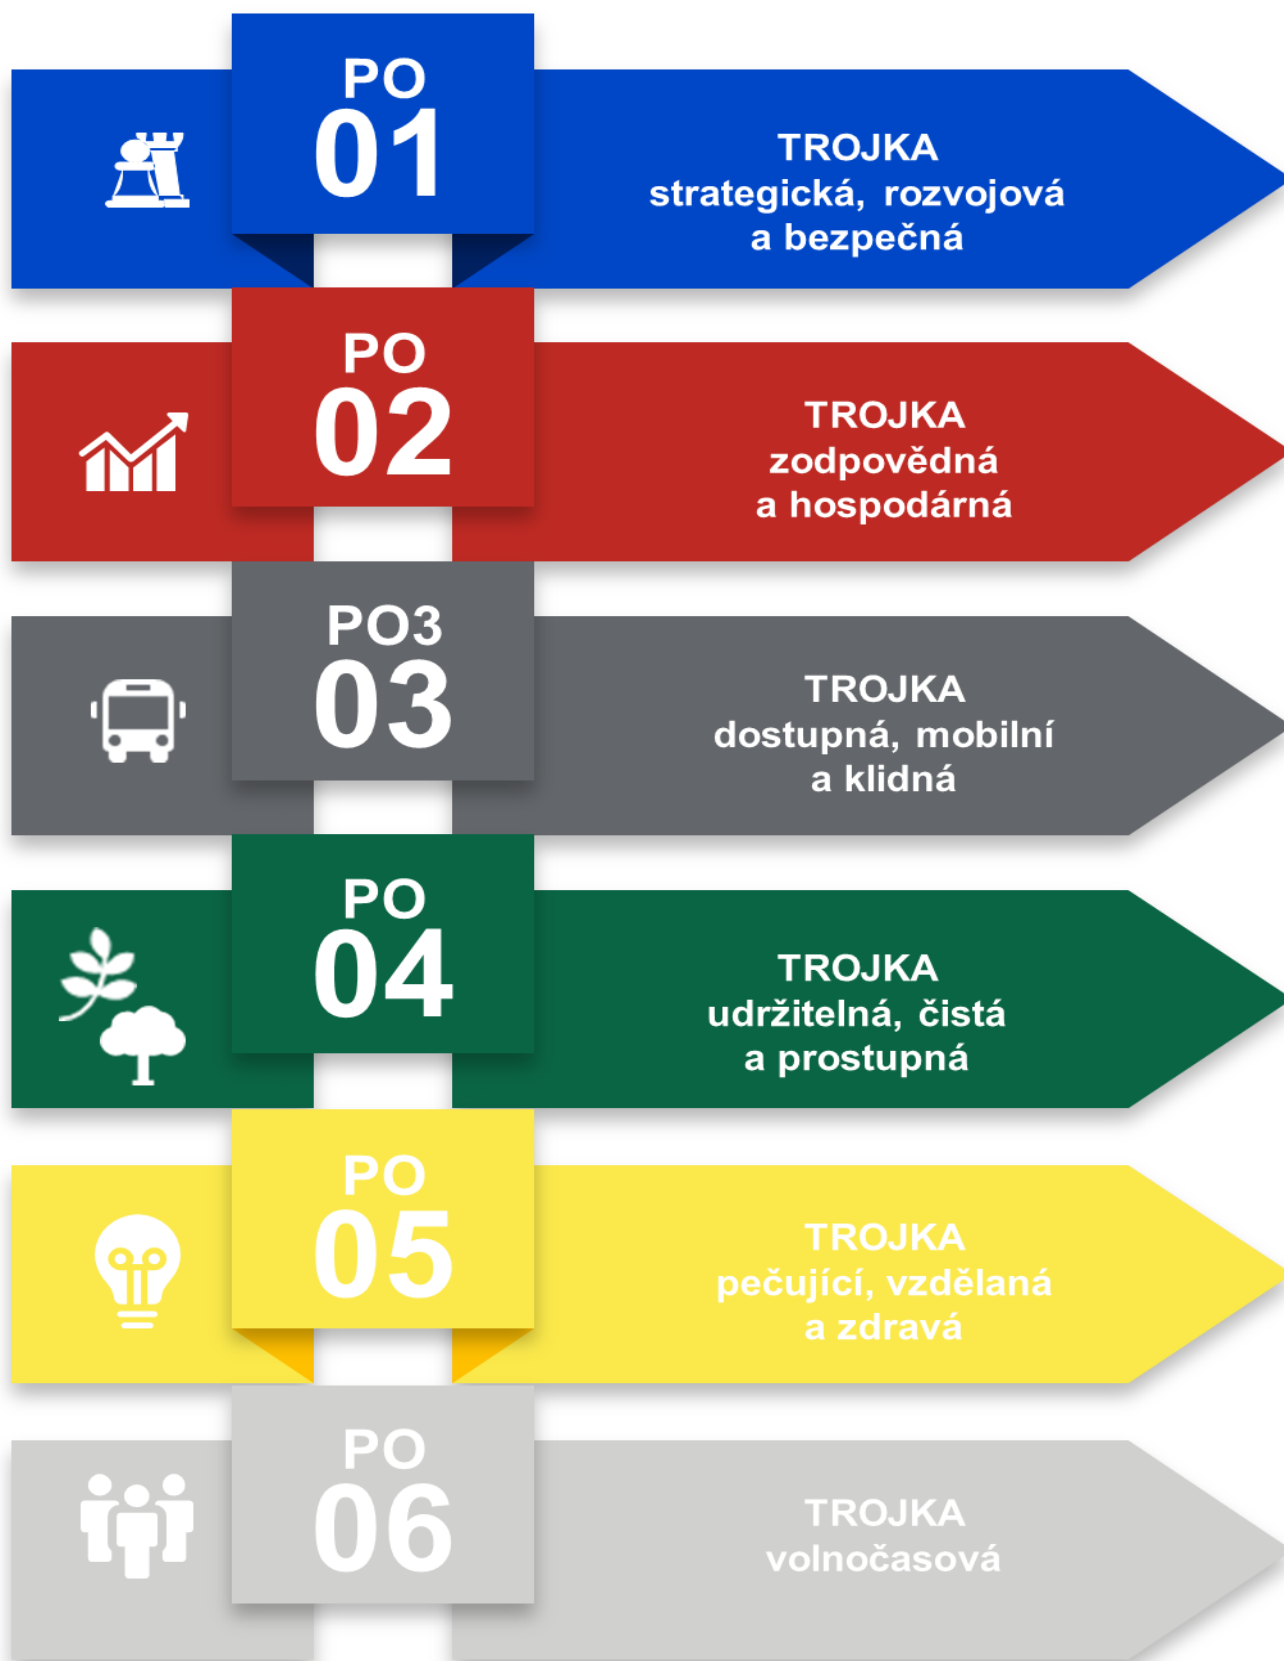 PO
01
TROJKA
strategická, rozvojová
a bezpečná
PO
02
TROJKA
zodpovědná
a hospodárná
PO3
03
TROJKA
dostupná, mobilní
a klidná
PO
04
TROJKA
udržitelná, čistá
a prostupná
PO
05
TROJKA
pečující, vzdělaná
a zdravá
PO
06
TROJKA
volnočasová